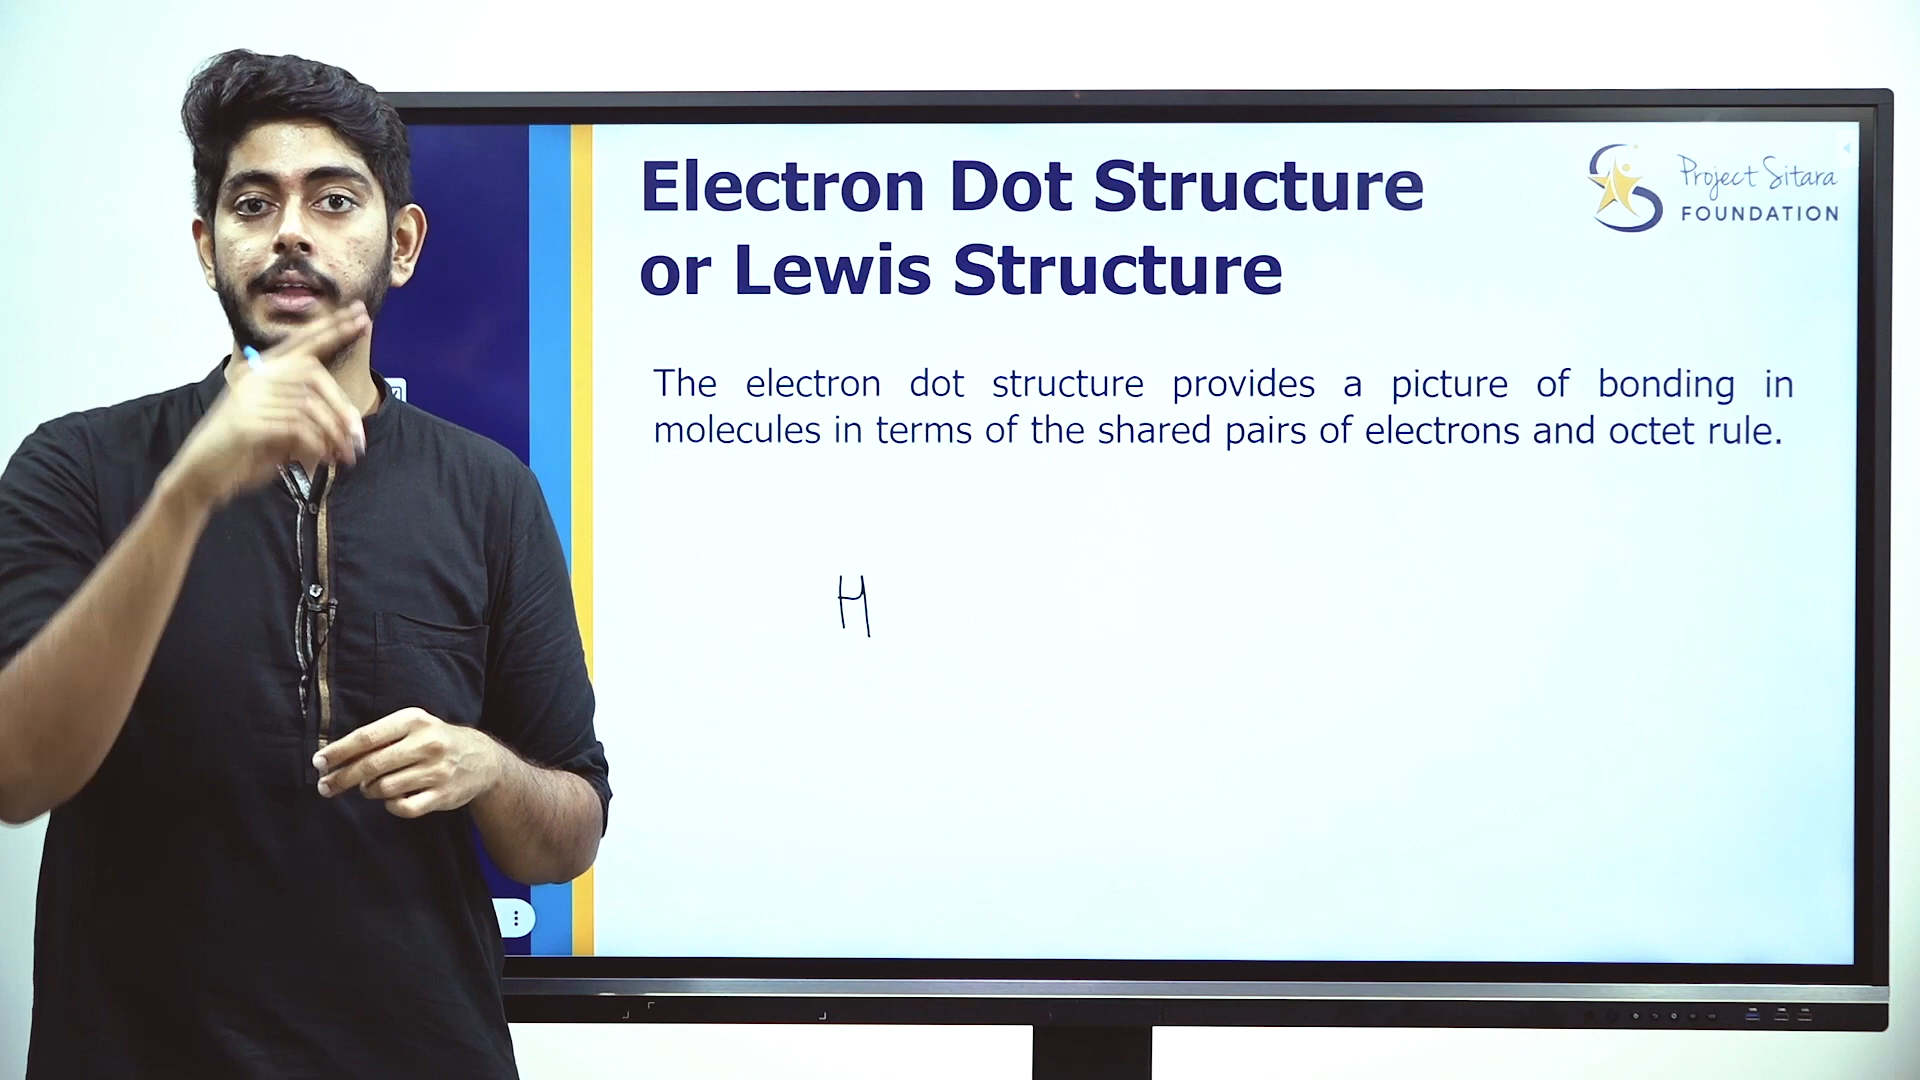 Electron Dot Structure
or Lewis Structure
Project Sitara
FOUNDATION
The electron dot structure provides a picture of bonding in
molecules in terms of the shared pairs of electrons and octet rule.
H